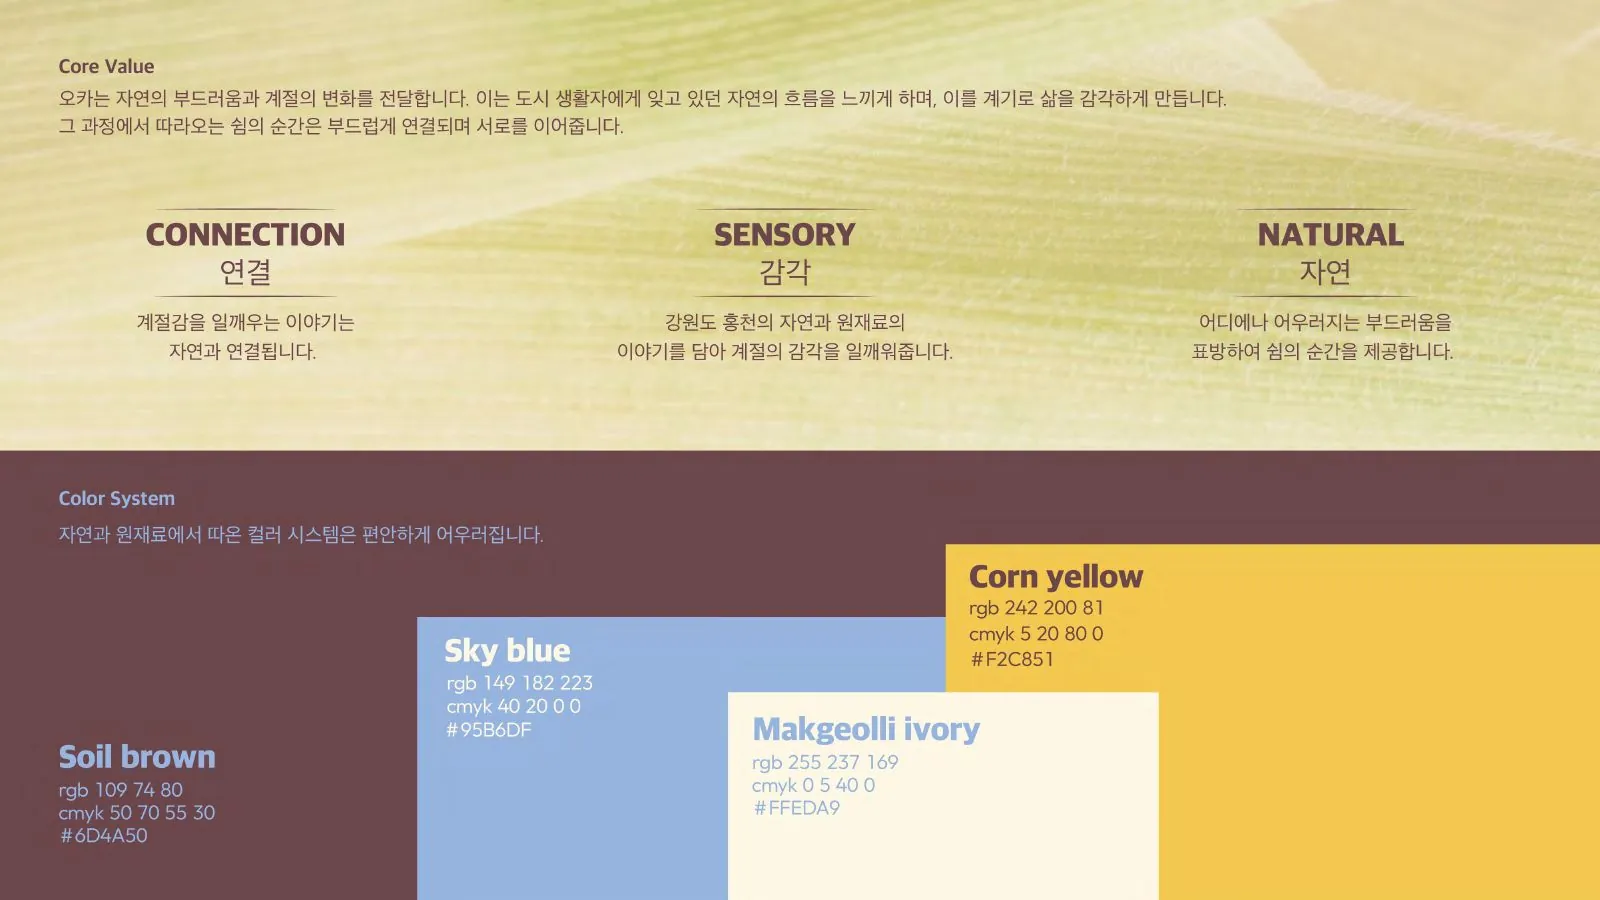 Core Value
오카는 자연의 부드러움과 계절의 변화를 전달합니다. 이는 도시 생활자에게 잊고 있던 자연의 흐름을 느끼게 하며, 이를 계기로 삶을 감각하게 만듭니다.
그 과정에서 따라오는 쉼의 순간은 부드럽게 연결되며 서로를 이어줍니다.
CONNECTION
연결
계절감을 일깨우는 이야기는
자연과 연결됩니다.
SENSORY
감각
강원도 홍천의 자연과 원재료의
이야기를 담아 계절의 감각을 일깨워줍니다.
NATURAL
자연
어디에나 어우러지는 부드러움을
표방하여 쉼의 순간을 제공합니다.
Color System
자연과 원재료에서 따온 컬러 시스템은 편안하게 어우러집니다.
Soil brown
rgb 109 74 80
cmyk 50 70 55 30
#6D4A50
Sky blue
rgb 149 182 223
cmyk 40 20 0 0
#95B6DF
Makgeolli ivory
rgb 255 237 169
cmyk 0 5 40 0
#FFEDA9
Corn yellow
rgb 242 200 81
cmyk 5 20 80 0
#F2C851